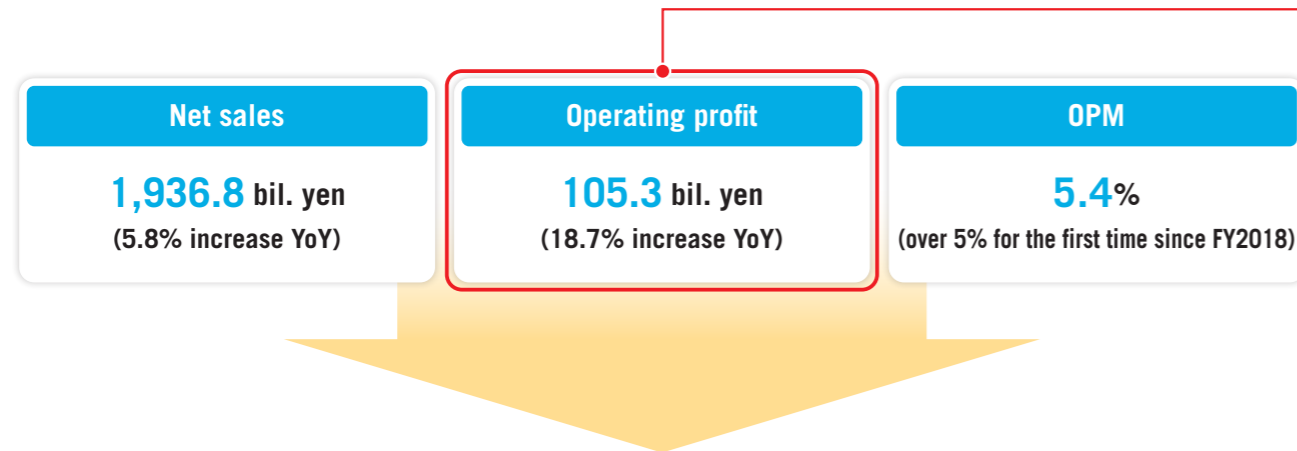 Net sales
1,936.8 bil. yen
(5.8% increase YoY)
Operating profit
105.3 bil. yen
(18.7% increase YoY)
OPM
5.4%
(over 5% for the first time since FY2018)